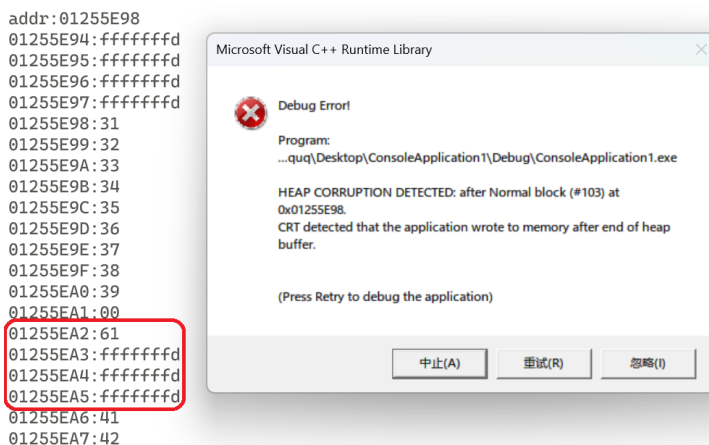 addr:01255E98
01255E94:fffffffd
01255E95:fffffffd
01255E96:fffffffd
01255E97:fffffffd
01255E98:31
01255E99:32
01255E9A:33
01255E9B:34
01255E9C:35
01255E9D:36
01255E9E:37
01255E9F:38
01255EA0:39
01255EA1:00
01255EA2:61
01255EA3:fffffffd
01255EA4:fffffffd
01255EA5:fffffffd
01255EA6:41
01255EA7:42
Microsoft Visual C++ Runtime Library
Debug Error!
Program:
...quq\Desktop\ConsoleApplication1\Debug\ConsoleApplication1.exe
HEAP CORRUPTION DETECTED: after Normal block (#103) at
0x01255E98.
CRT detected that the application wrote to memory after end of heap
buffer.
(Press Retry to debug the application)
中止(A)
重试(R)
忽略(I)